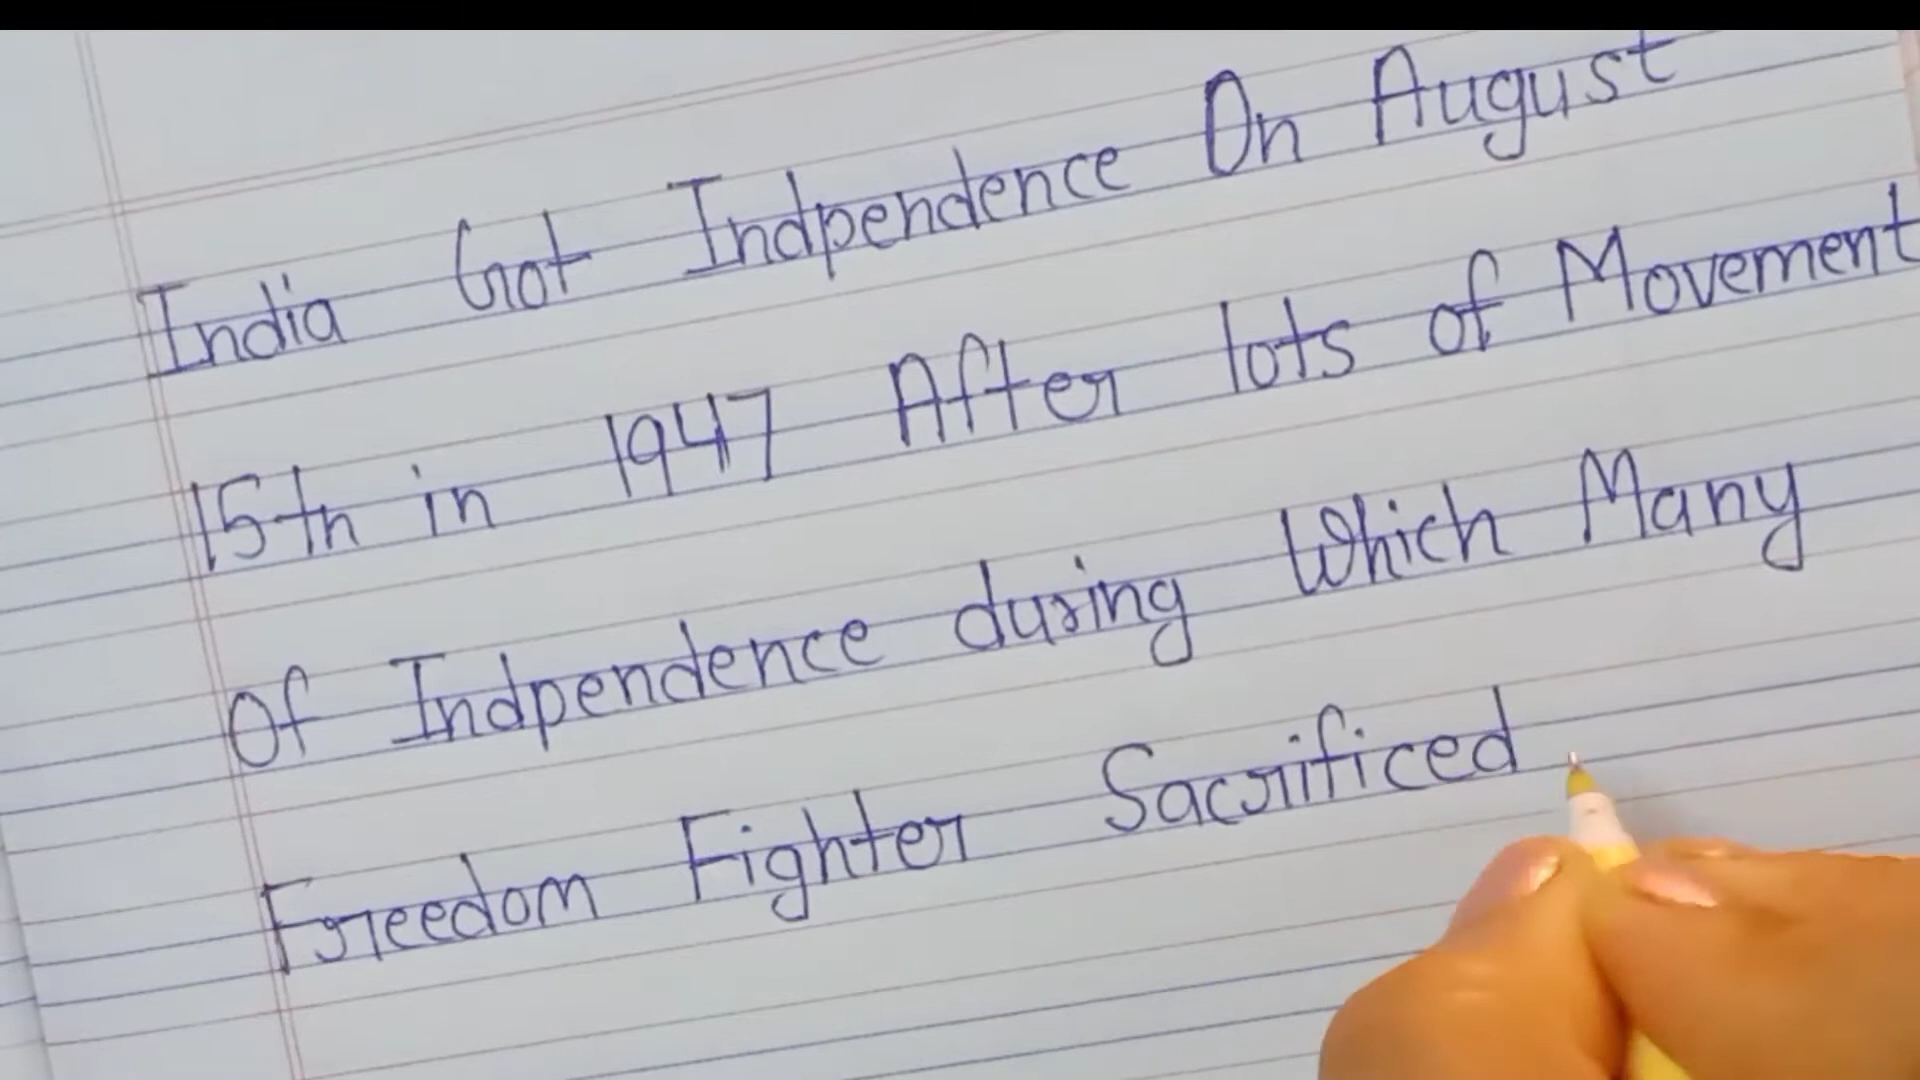 India Got Indpendence On August
15th in 1947 After lots of Movement
Of Indpendence during Which Many
Freedom Fighter Sacrificed